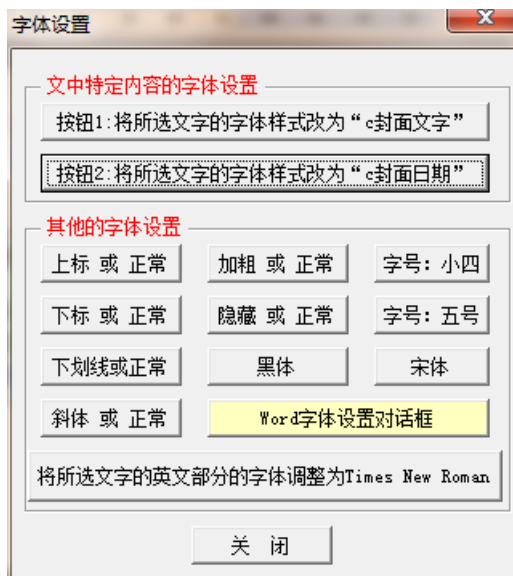 字体设置
文中特定内容的字体设置
按钮1:将所选文字的字体样式改为“c封面文字”
按钮2:将所选文字的字体样式改为“c封面日期”
其他的字体设置
上标 或 正常 加粗 或 正常 字号: 小四
下标 或 正常 隐藏 或 正常 字号: 五号
下划线或正常 黑体 宋体
斜体 或 正常 Word字体设置对话框
将所选文字的英文部分的字体调整为Times New Roman
关 闭